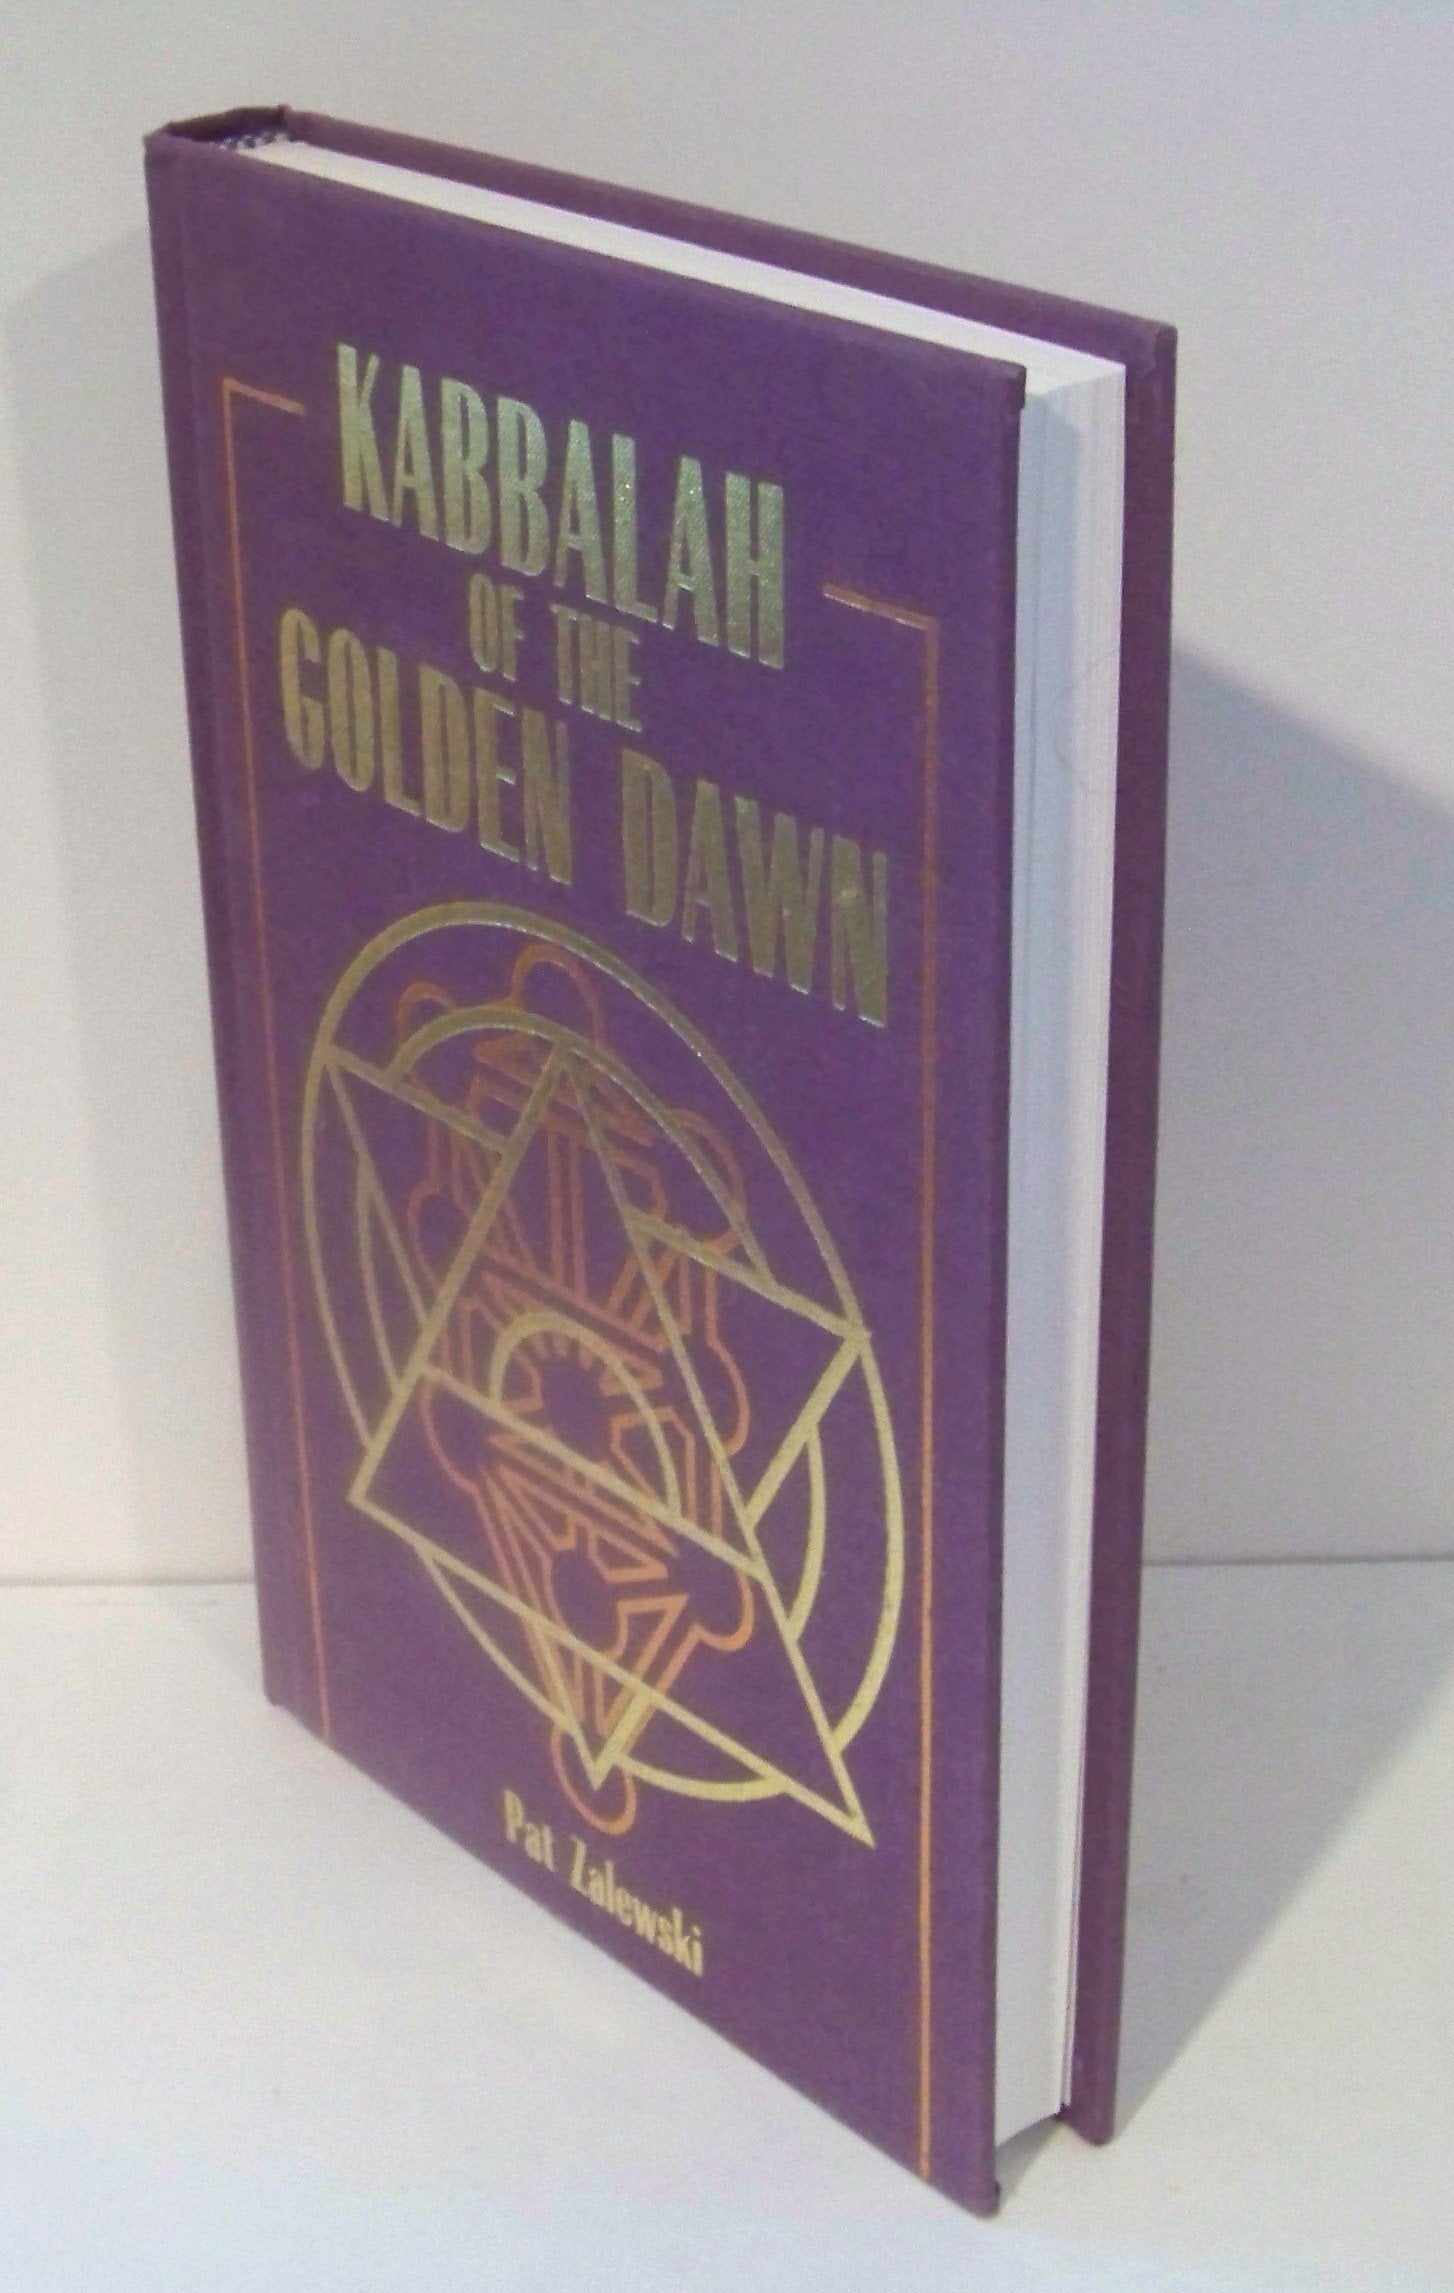 KABBALAH
OF THE
GOLDEN DAWN
Pat Zalewski